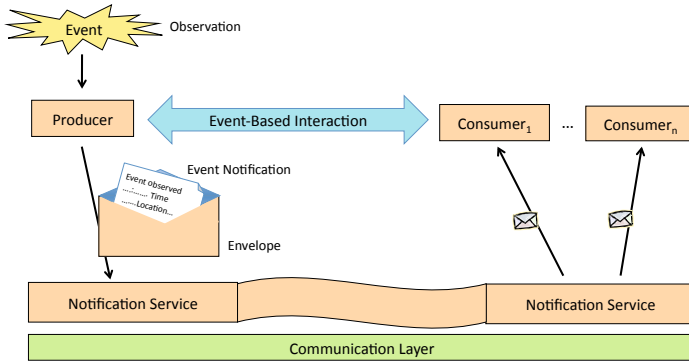 Event
Observation
Producer
Event-Based Interaction
Consumer1
...
Consumern
Event Notification
Event observed
....:....... Time
.......Location...
Envelope
Notification Service
Notification Service
Communication Layer